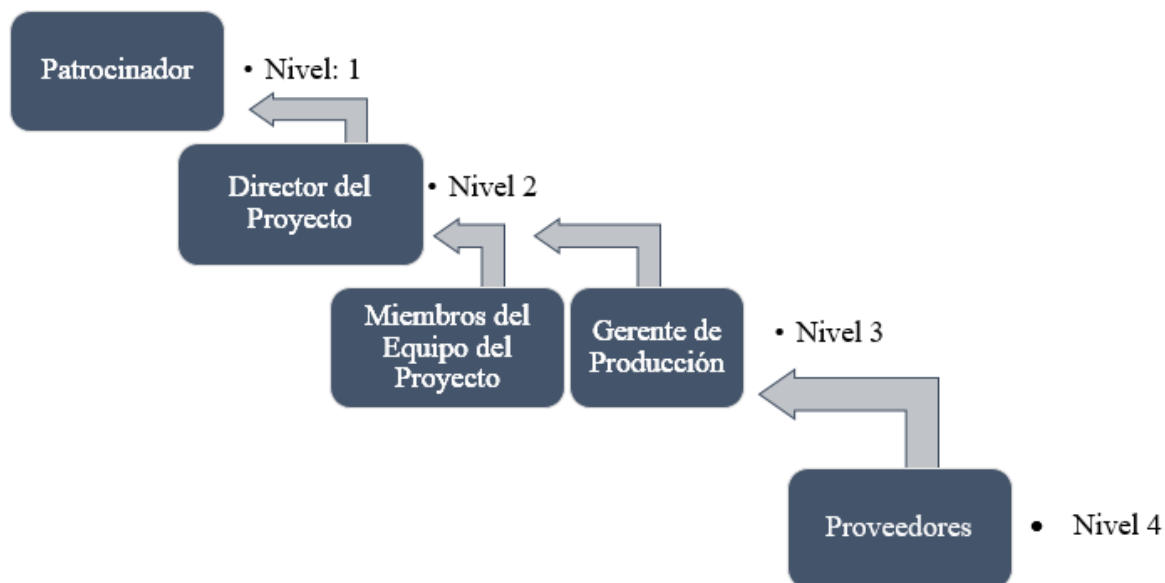 Patrocinador
• Nivel: 1
Director del
Proyecto
• Nivel 2
Miembros del
Equipo del
Proyecto
Gerente de
Producción
• Nivel 3
Proveedores
• Nivel 4